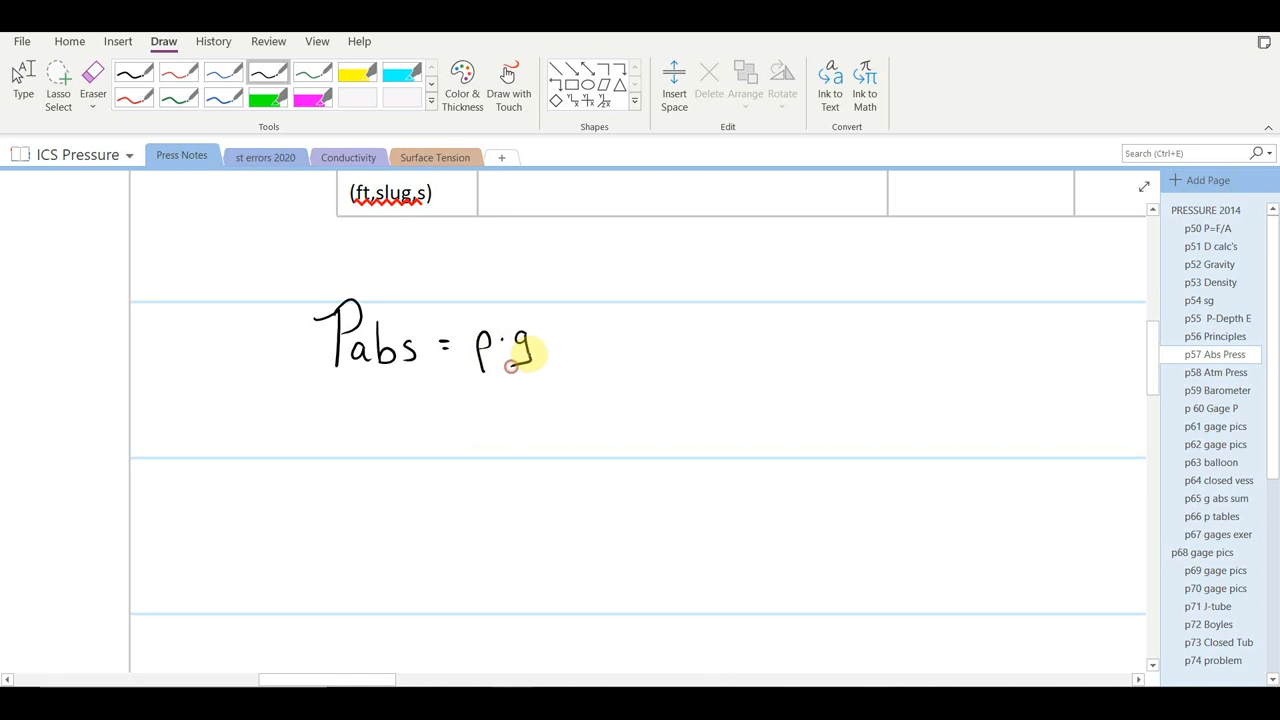 File Home Insert Draw History Review View Help
Type Lasso Select Eraser Color & Thickness Draw with Touch Insert Space Delete Arrange Rotate Ink to Text Ink to Math
Tools Shapes Edit Convert
ICS Pressure Press Notes st errors 2020 Conductivity Surface Tension + Search (Ctrl+E)
Add Page
(ft,slug,s)
Pabs = ρ·g
PRESSURE 2014
p50 P=F/A
p51 D calc's
p52 Gravity
p53 Density
p54 sg
p55 P-Depth E
p56 Principles
p57 Abs Press
p58 Atm Press
p59 Barometer
p 60 Gage P
p61 gage pics
p62 gage pics
p63 balloon
p64 closed vess
p65 g abs sum
p66 p tables
p67 gages exer
p68 gage pics
p69 gage pics
p70 gage pics
p71 J-tube
p72 Boyles
p73 Closed Tub
p74 problem